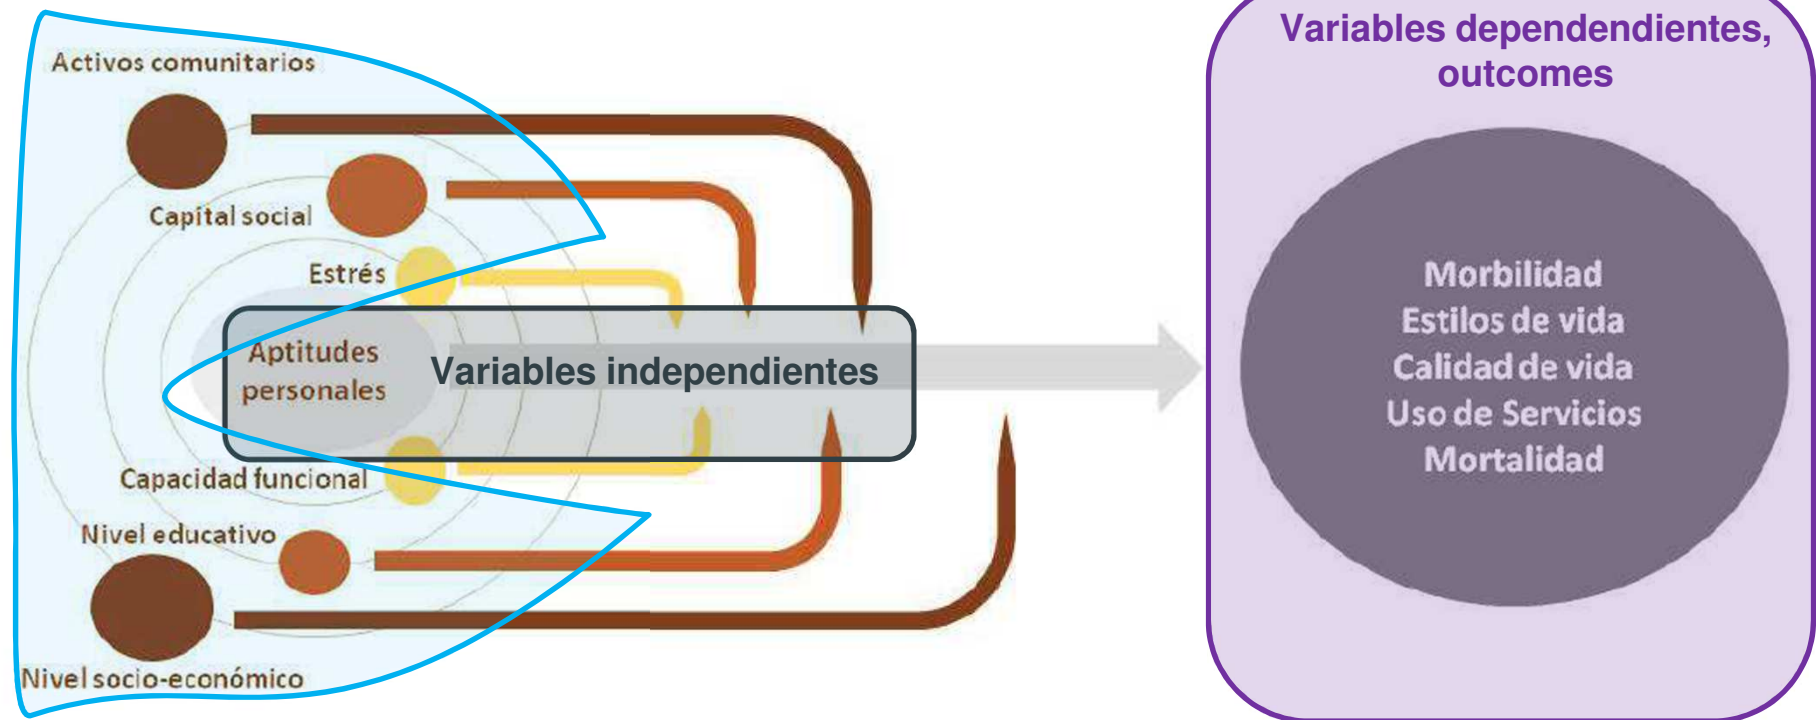 Activos comunitarios
Capital social
Estrés
Aptitudes
personales
Variables independientes
Capacidad funcional
Nivel educativo
Nivel socio-económico
Variables dependendientes,
outcomes
Morbilidad
Estilos de vida
Calidad de vida
Uso de Servicios
Mortalidad